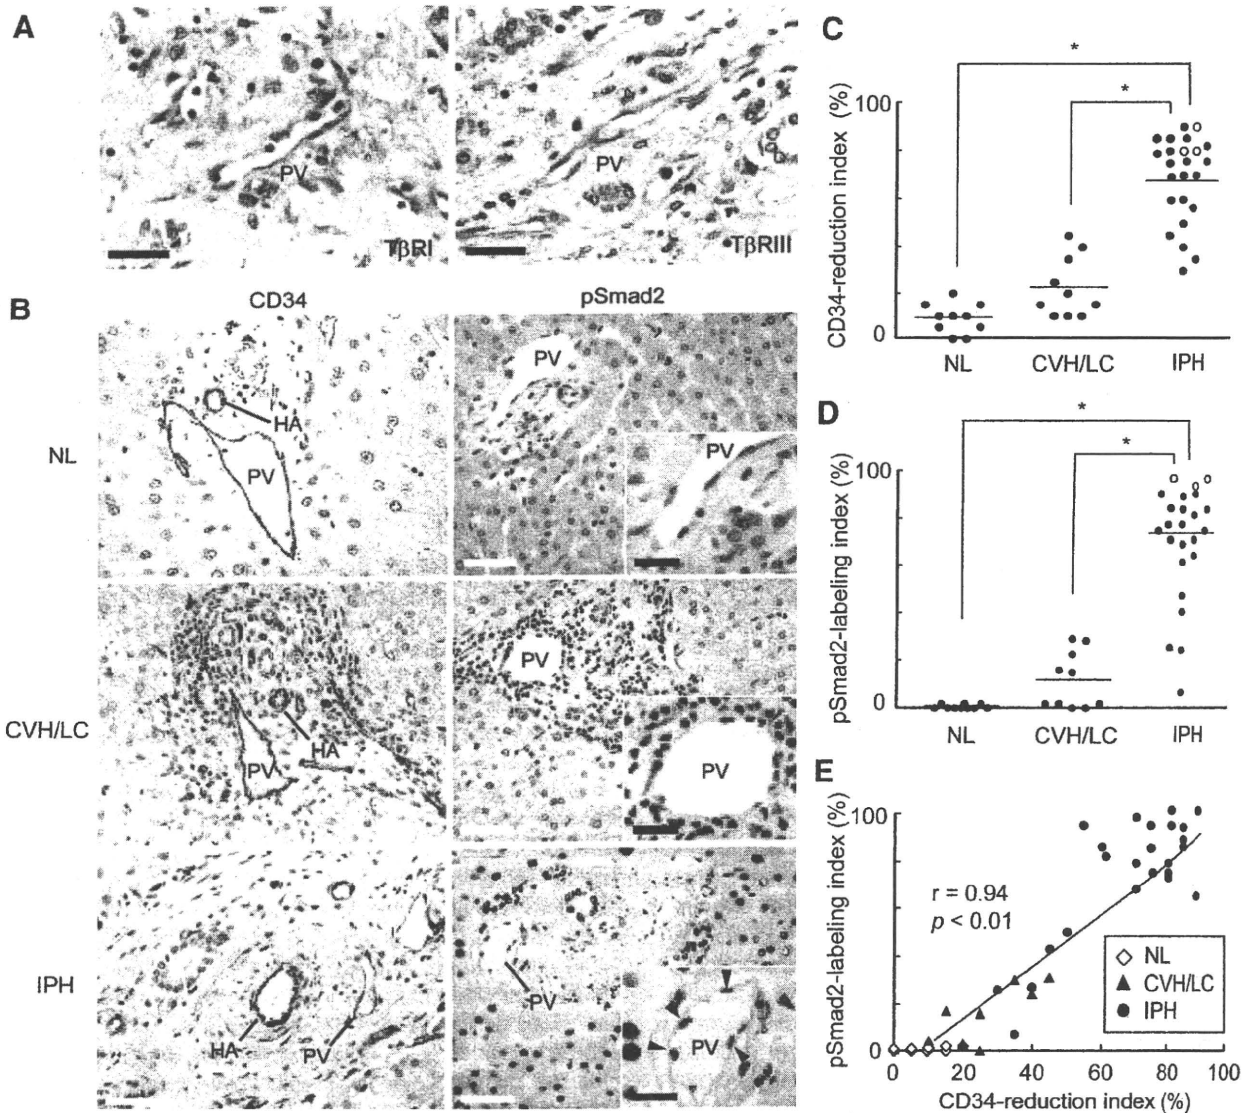 A
PV
TβRI
PV
TβRIII
B
CD34
pSmad2
NL
HA
PV
PV
PV
CVH/LC
HA
PV
PV
PV
IPH
HA
PV
PV
PV
C
CD34-reduction index (%)
100
0
*
*
NL CVH/LC IPH
D
pSmad2-labeling index (%)
100
0
*
*
NL CVH/LC IPH
E
pSmad2-labeling index (%)
100
0
r = 0.94
p < 0.01
NL
CVH/LC
IPH
0 20 40 60 80 100
CD34-reduction index (%)